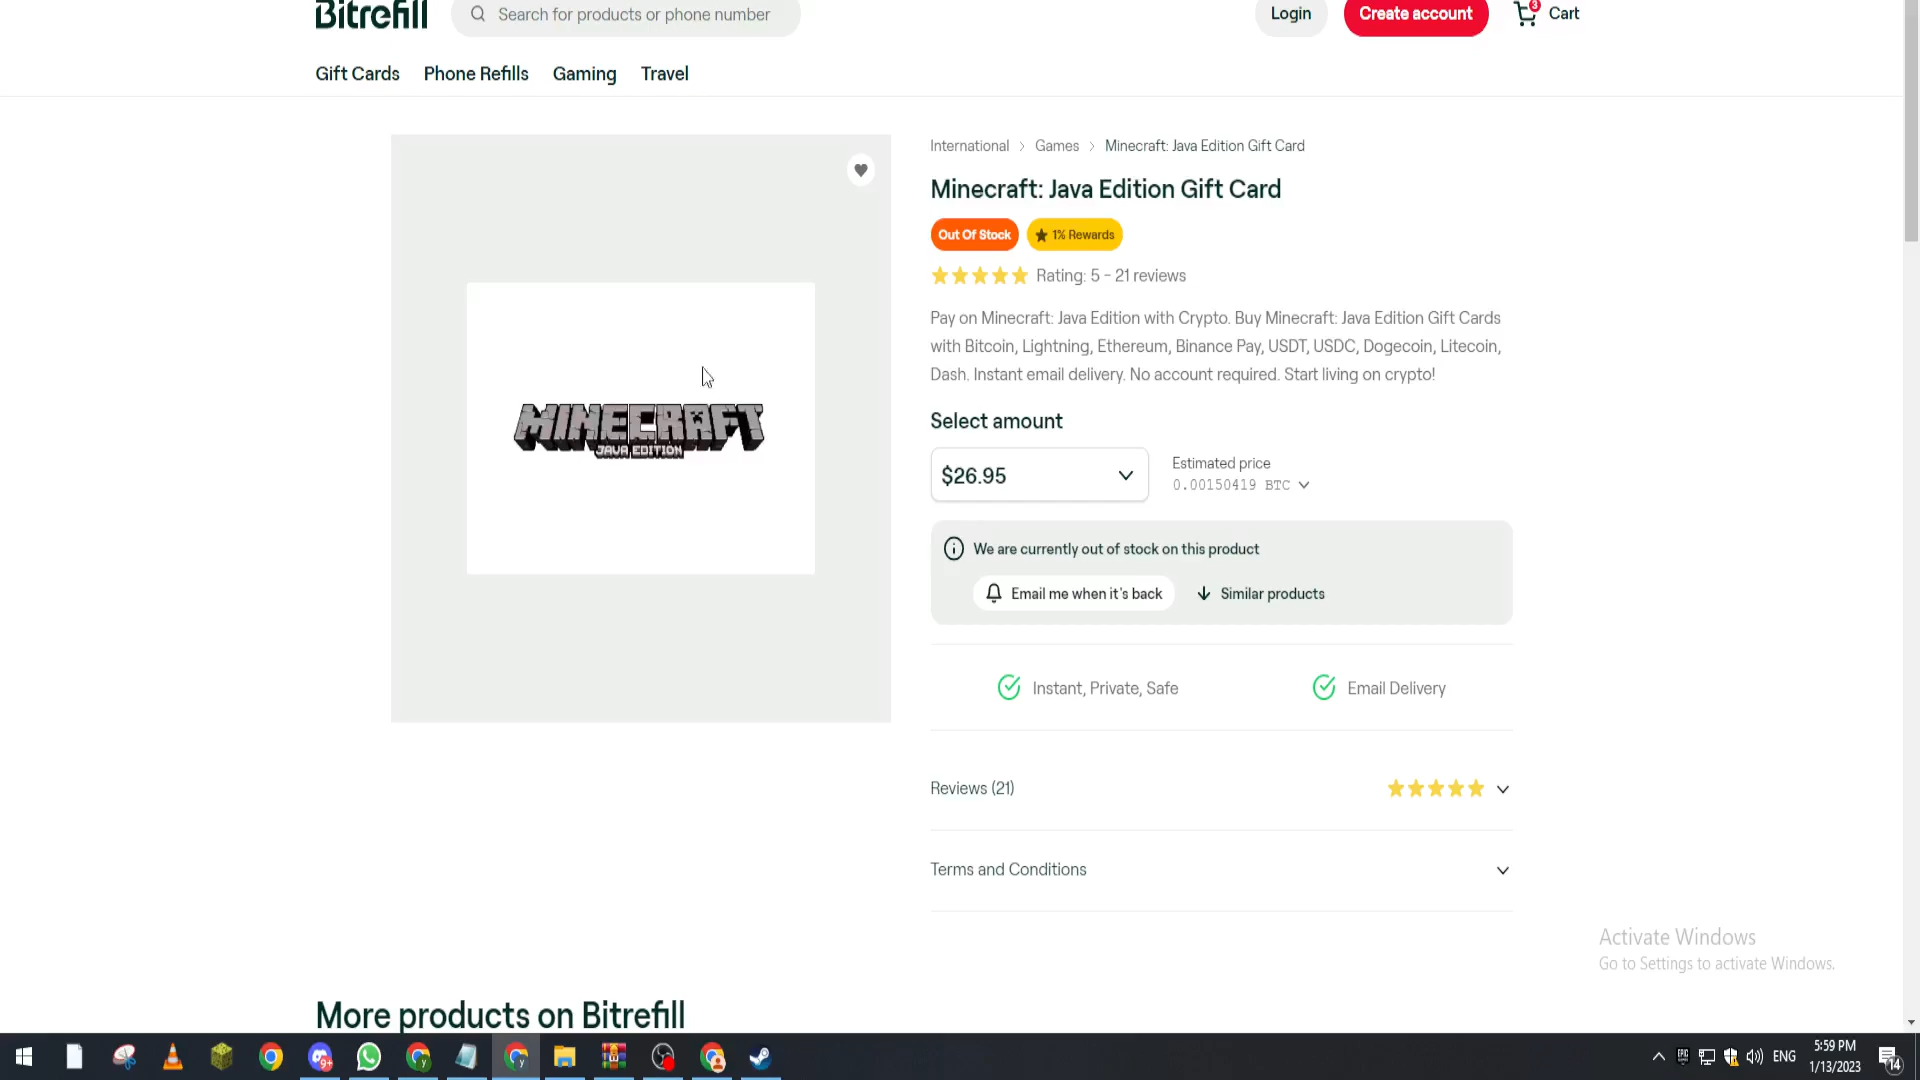 Bitrefill
Search for products or phone number
Login
Create account
3
Cart
Gift Cards
Phone Refills
Gaming
Travel
International > Games > Minecraft: Java Edition Gift Card
Minecraft: Java Edition Gift Card
Out Of Stock
1% Rewards
Rating: 5 - 21 reviews
Pay on Minecraft: Java Edition with Crypto. Buy Minecraft: Java Edition Gift Cards
with Bitcoin, Lightning, Ethereum, Binance Pay, USDT, USDC, Dogecoin, Litecoin,
Dash. Instant email delivery. No account required. Start living on crypto!
MINECRAFT
JAVA EDITION
Select amount
$26.95
Estimated price
0.00150419 BTC
We are currently out of stock on this product
Email me when it's back
Similar products
Instant, Private, Safe
Email Delivery
Reviews (21)
Terms and Conditions
Activate Windows
Go to Settings to activate Windows.
More products on Bitrefill
9+
ENG
5:59 PM
1/13/2023
14